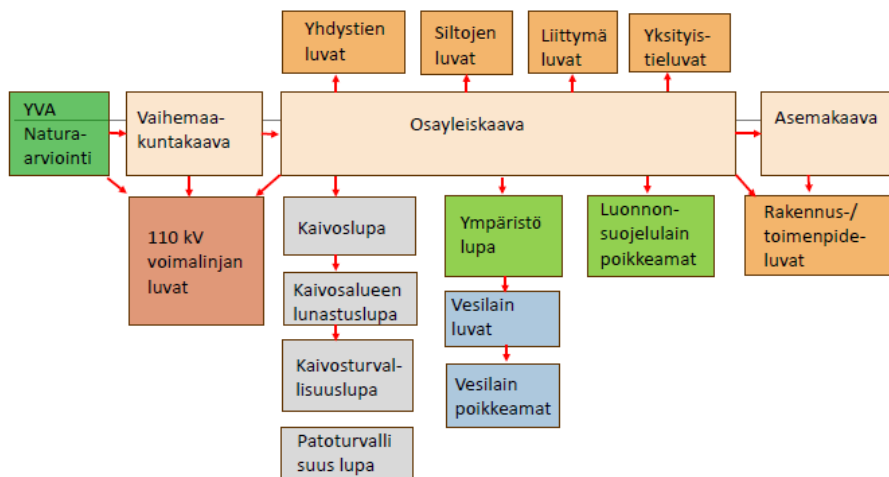 Yhdystien
luvat
Siltojen
luvat
Liittymä
luvat
Yksityis-
tieluvat
YVA
Natura-
arviointi
Vaihemaa-
kuntakaava
Osayleiskaava
Asemakaava
110 kV
voimalinjan
luvat
Kaivoslupa
Ympäristö
lupa
Luonnon-
suojelulain
poikkeamat
Rakennus-/
toimenpide-
luvat
Kaivosalueen
lunastuslupa
Vesilain
luvat
Kaivosturval-
lisuuslupa
Vesilain
poikkeamat
Patoturvalli
suus lupa